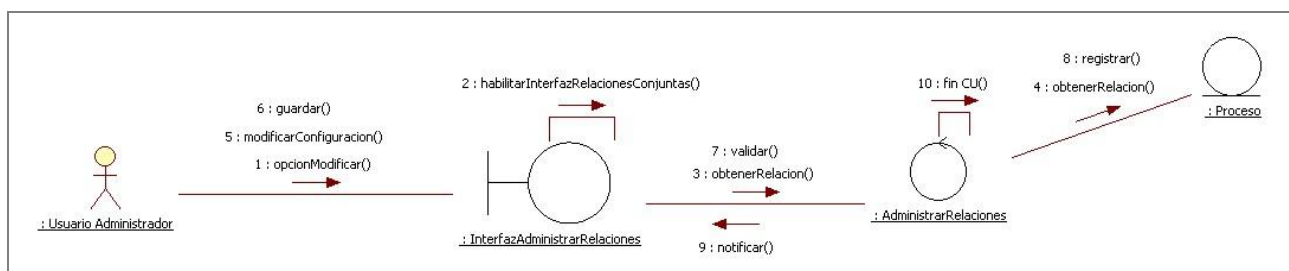 8 : registrar()
2 : habilitarInterfazRelacionesConjuntas()
10 : fin CU()
4 : obtenerRelacion()
6 : guardar()
: Proceso
5 : modificarConfiguracion()
7 : validar()
1 : opcionModificar()
3 : obtenerRelacion()
: Usuario Administrador
: InterfazAdministrarRelaciones
: AdministrarRelaciones
9 : notificar()